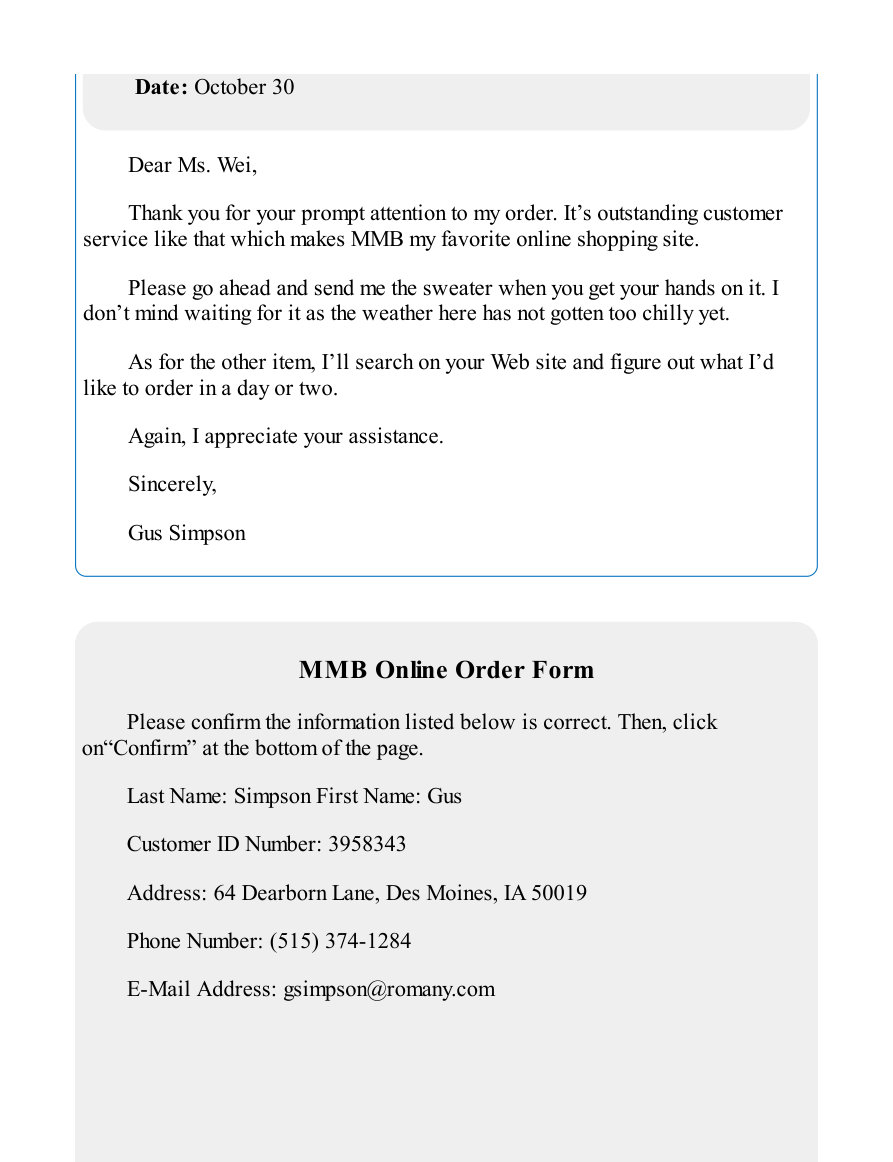 Date: October 30
Dear Ms. Wei,
Thank you for your prompt attention to my order. It’s outstanding customer
service like that which makes MMB my favorite online shopping site.
Please go ahead and send me the sweater when you get your hands on it. I
don’t mind waiting for it as the weather here has not gotten too chilly yet.
As for the other item, I’ll search on your Web site and figure out what I’d
like to order in a day or two.
Again, I appreciate your assistance.
Sincerely,
Gus Simpson
MMB Online Order Form
Please confirm the information listed below is correct. Then, click
on“Confirm” at the bottom of the page.
Last Name: Simpson First Name: Gus
Customer ID Number: 3958343
Address: 64 Dearborn Lane, Des Moines, IA 50019
Phone Number: (515) 374-1284
E-Mail Address: gsimpson@romany.com